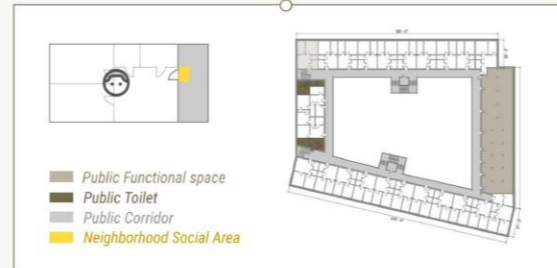 Public Functional space
Public Toilet
Public Corridor
Neighborhood Social Area